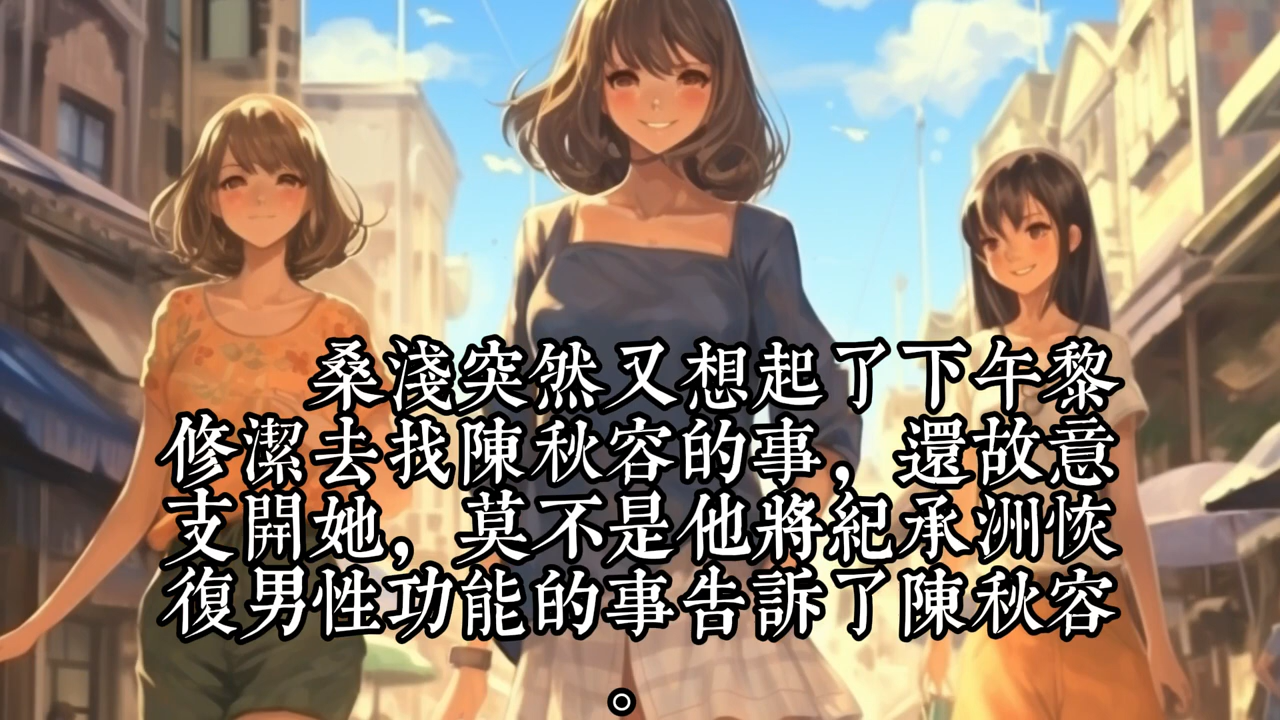 桑淺突然又想起了下午黎
修潔去找陳秋容的事，還故意
支開她，莫不是他將紀承洲恢
復男性功能的事告訴了陳秋容
。